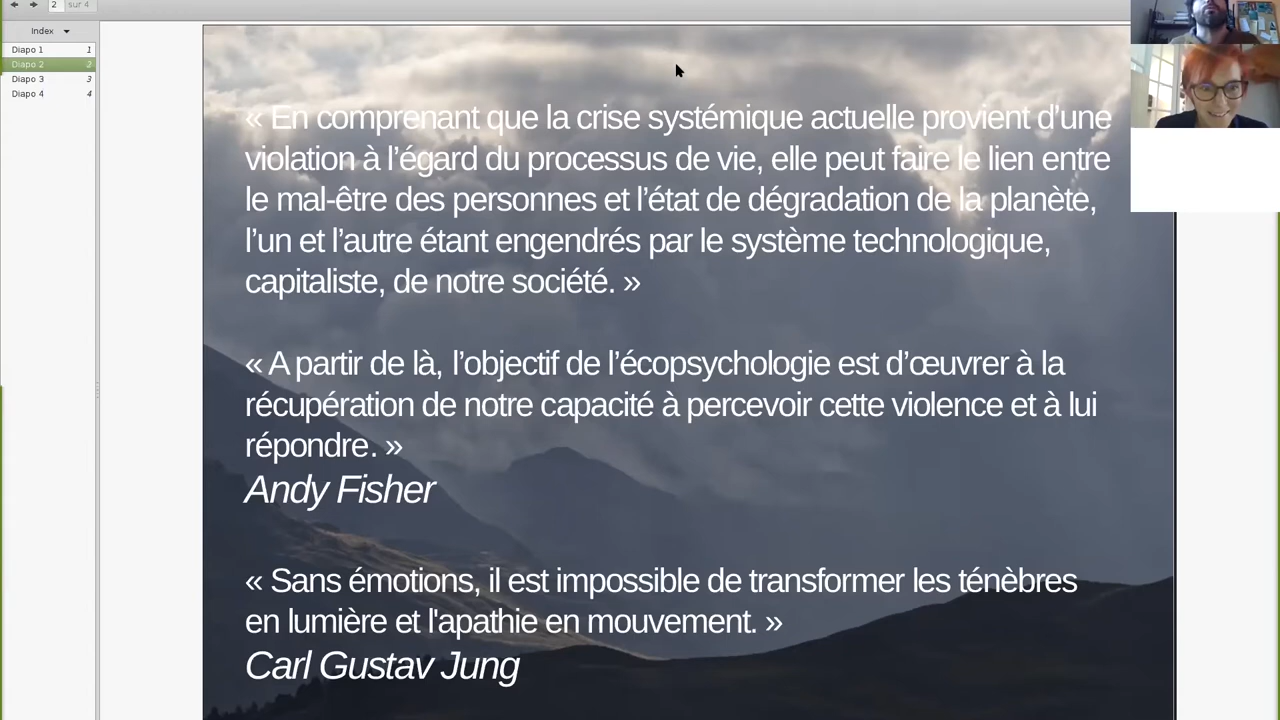 2 sur 4
Index
Diapo 1 1
Diapo 2 2
Diapo 3 3
Diapo 4 4
« En comprenant que la crise systémique actuelle provient d’une
violation à l’égard du processus de vie, elle peut faire le lien entre
le mal-être des personnes et l’état de dégradation de la planète,
l’un et l’autre étant engendrés par le système technologique,
capitaliste, de notre société. »
« A partir de là, l’objectif de l’écopsychologie est d’œuvrer à la
récupération de notre capacité à percevoir cette violence et à lui
répondre. »
Andy Fisher
« Sans émotions, il est impossible de transformer les ténèbres
en lumière et l'apathie en mouvement. »
Carl Gustav Jung